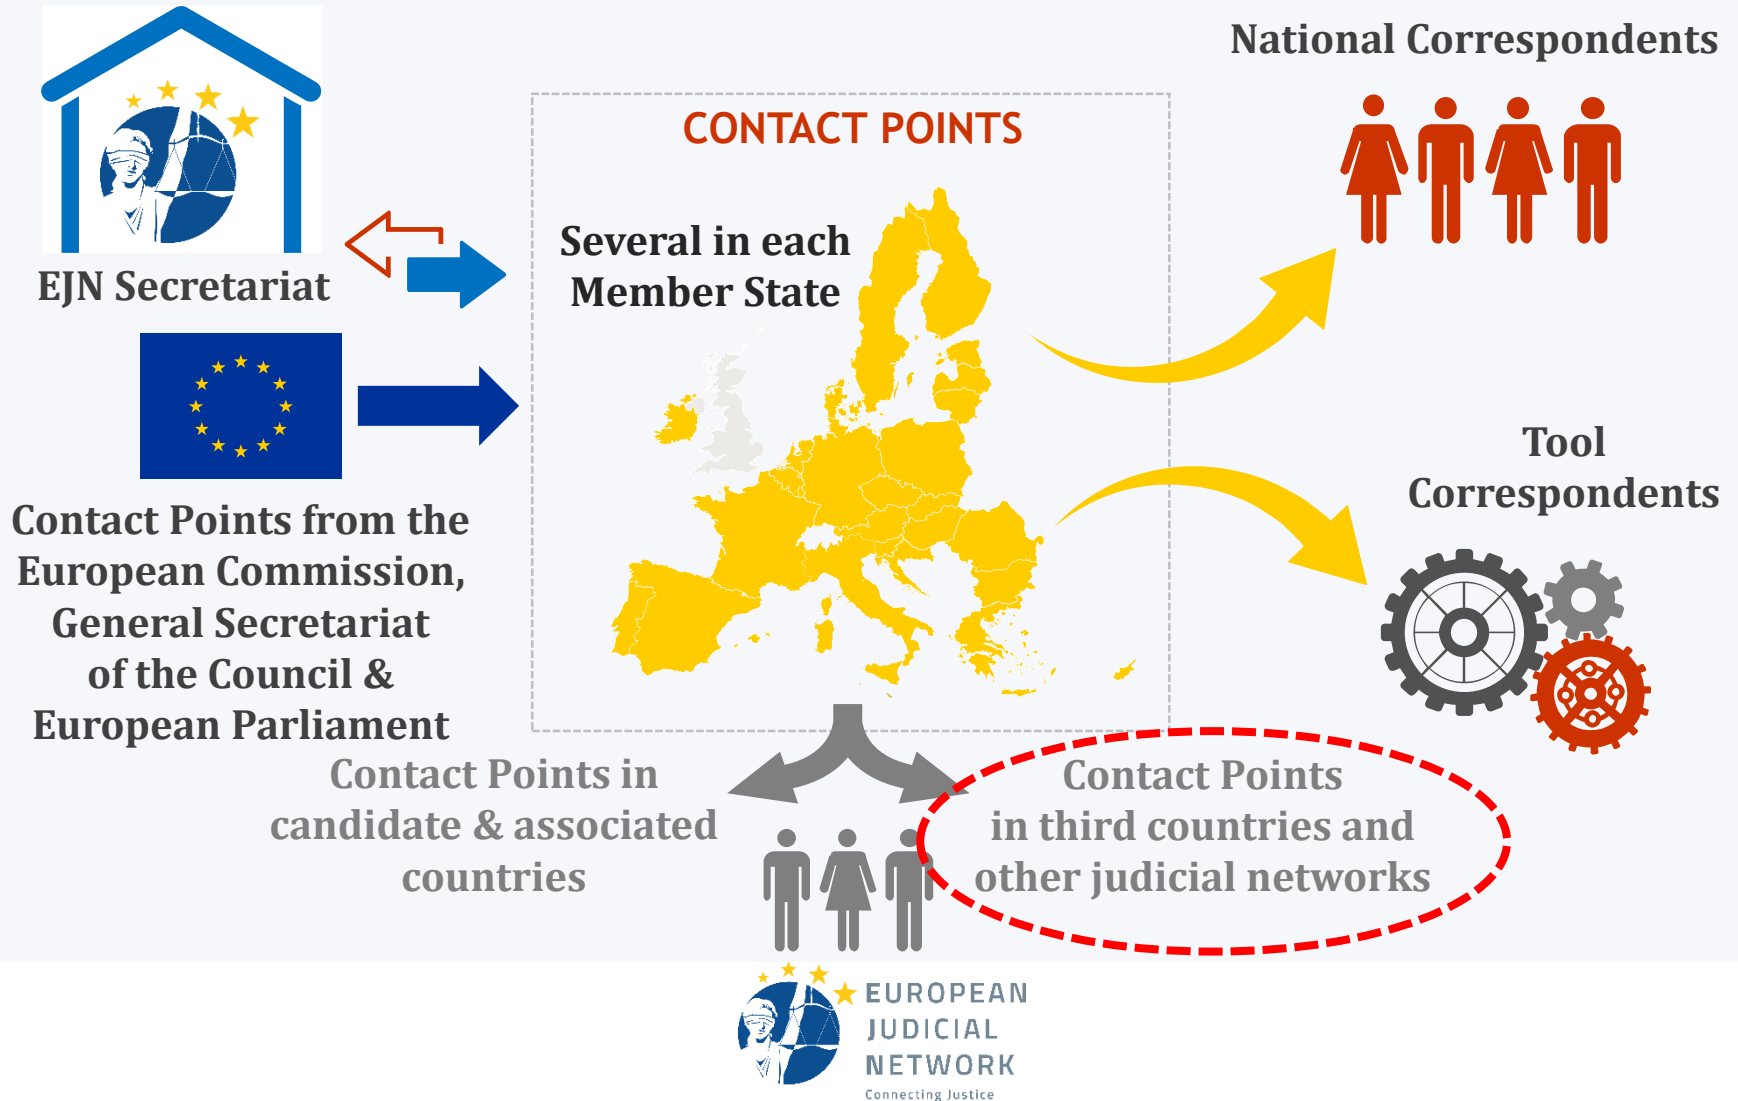 National Correspondents
CONTACT POINTS
Several in each
Member State
EJN Secretariat
Contact Points from the
European Commission,
General Secretariat
of the Council &
European Parliament
Tool
Correspondents
Contact Points in
candidate & associated
countries
Contact Points
in third countries and
other judicial networks
EUROPEAN
JUDICIAL
NETWORK
Connecting Justice